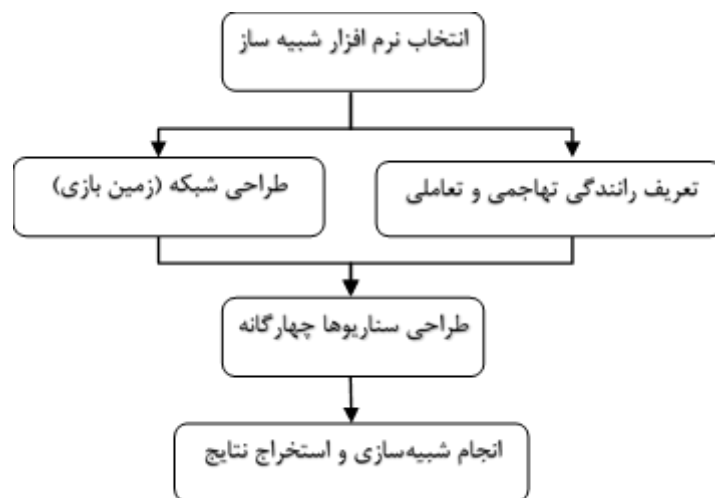 انتخاب نرم افزار شبیه ساز
تعریف رانندگی تهاجمی و تعاملی
طراحی شبکه (زمین بازی)
طراحی سناریوها چهارگانه
انجام شبیه‌سازی و استخراج نتایج